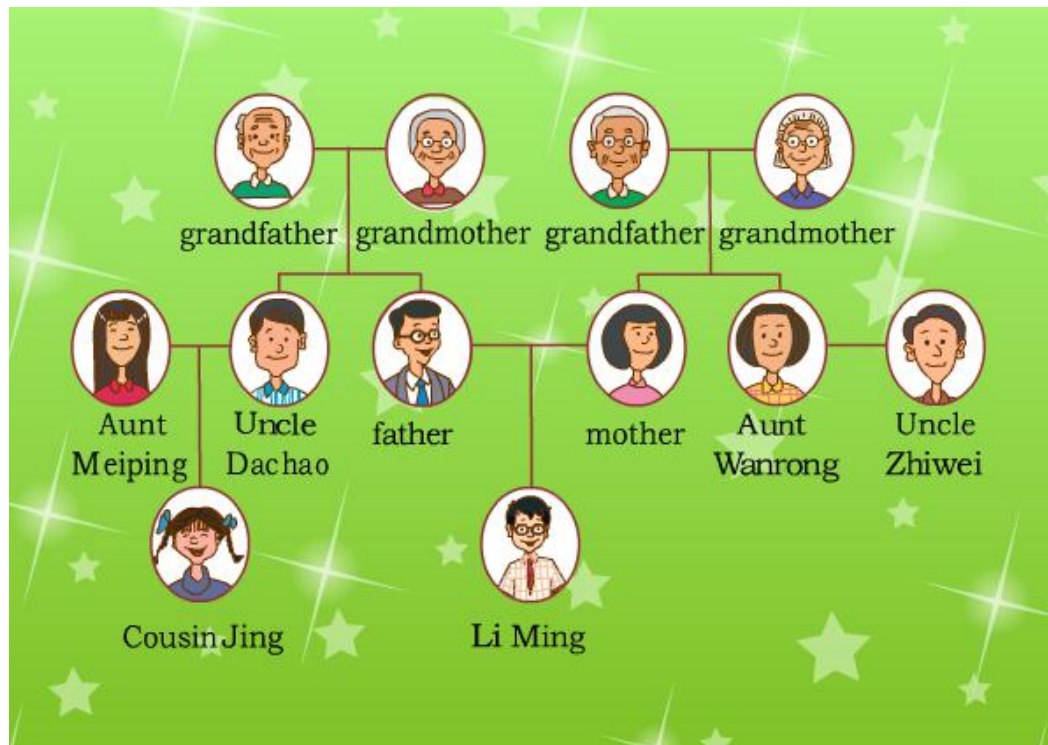 grandfather grandmother grandfather grandmother
Aunt Meiping
Uncle Dachao
father
mother
Aunt Wanrong
Uncle Zhiwei
Cousin Jing
Li Ming